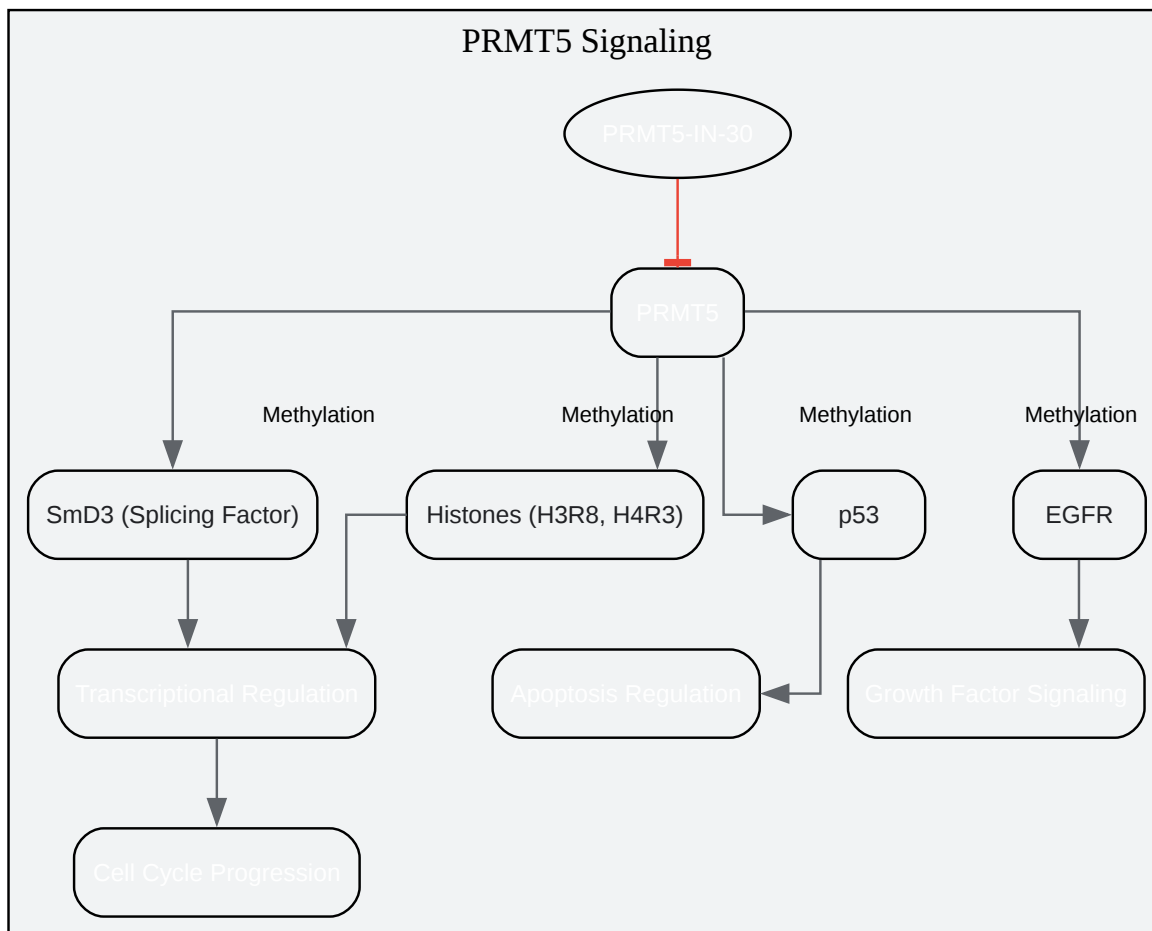 PRMT5 Signaling
PRMT5-IN-30
PRMT5
Methylation
Methylation
Methylation
Methylation
SmD3 (Splicing Factor)
Histones (H3R8, H4R3)
p53
EGFR
Transcriptional Regulation
Apoptosis Regulation
Growth Factor Signaling
Cell Cycle Progression